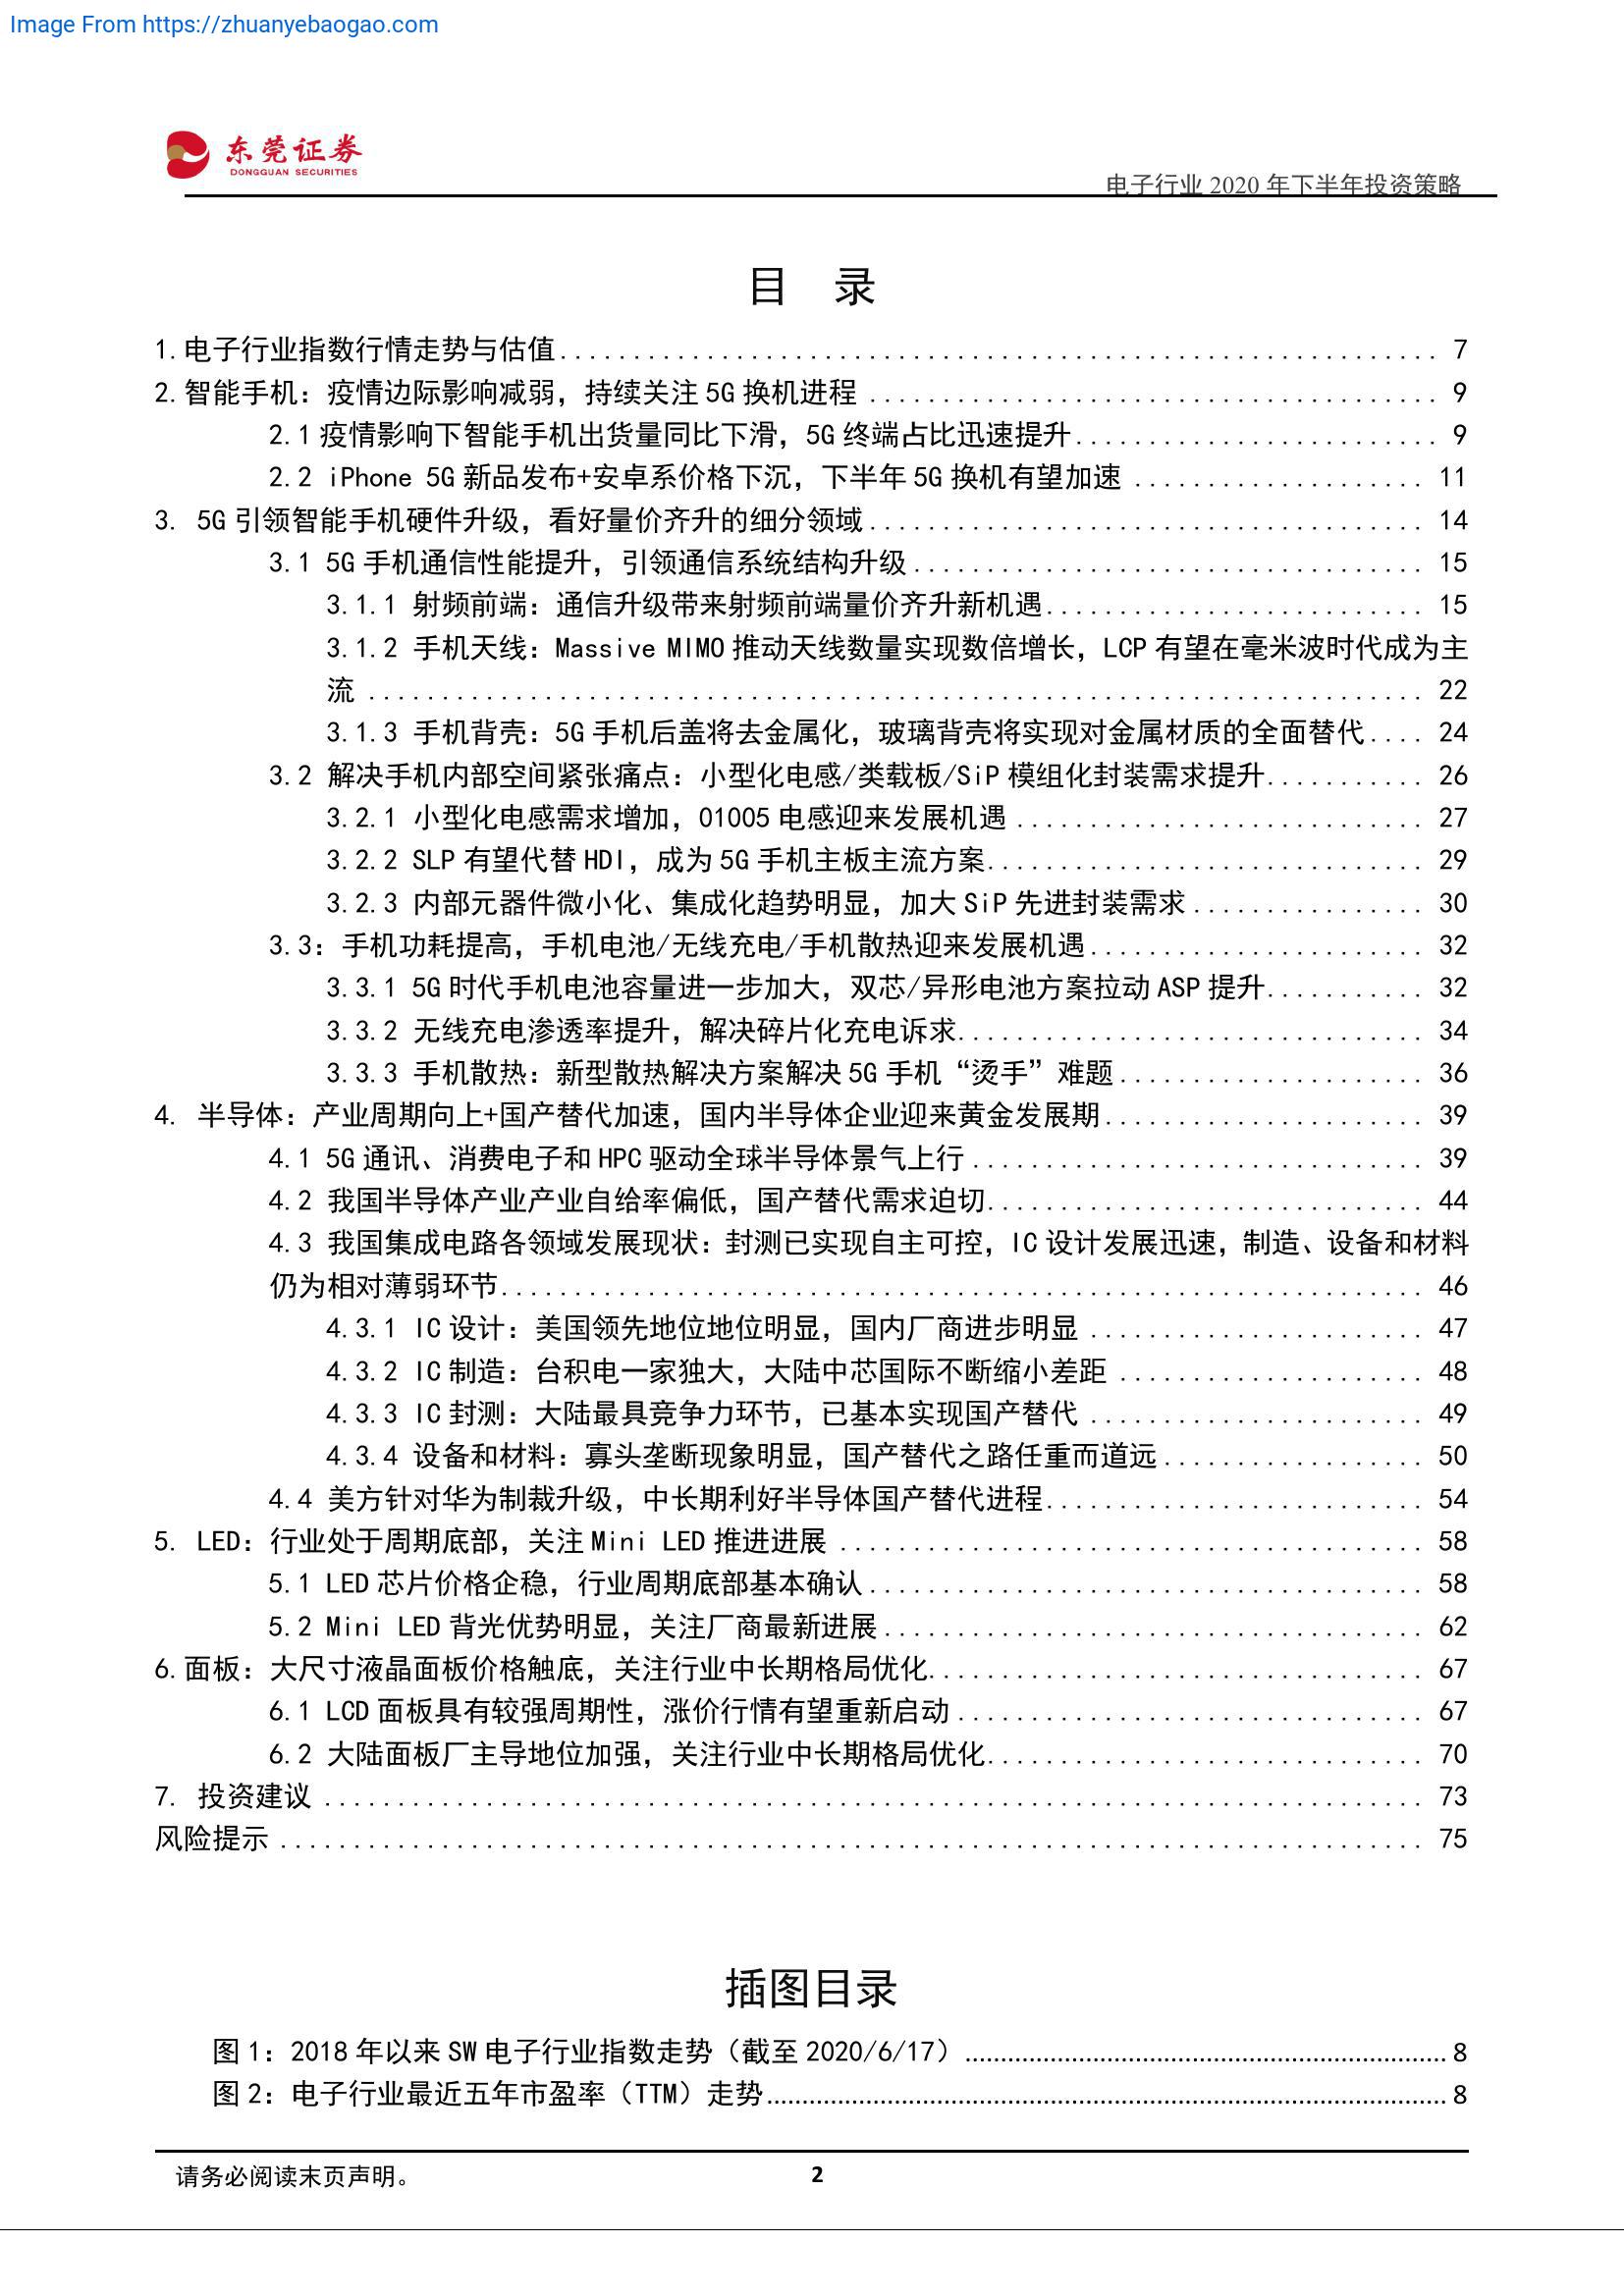 Image From https://zhuanyebaogao.com
东莞证券
DONGGUAN SECURITIES
电子行业 2020 年下半年投资策略
目 录
1.电子行业指数行情走势与估值............................................................ 7
2.智能手机：疫情边际影响减弱，持续关注 5G 换机进程 ....................................... 9
2.1 疫情影响下智能手机出货量同比下滑，5G 终端占比迅速提升......................... 9
2.2 iPhone 5G 新品发布+安卓系价格下沉，下半年 5G 换机有望加速 .................... 11
3. 5G 引领智能手机硬件升级，看好量价齐升的细分领域...................................... 14
3.1 5G 手机通信性能提升，引领通信系统结构升级................................... 15
3.1.1 射频前端：通信升级带来射频前端量价齐升新机遇.......................... 15
3.1.2 手机天线：Massive MIMO 推动天线数量实现数倍增长，LCP 有望在毫米波时代成为主
流 ........................................................................ 22
3.1.3 手机背壳：5G 手机后盖将去金属化，玻璃背壳将实现对金属材质的全面替代.... 24
3.2 解决手机内部空间紧张痛点：小型化电感/类载板/SiP 模组化封装需求提升........... 26
3.2.1 小型化电感需求增加，01005 电感迎来发展机遇 ............................ 27
3.2.2 SLP 有望代替 HDI，成为 5G 手机主板主流方案.............................. 29
3.2.3 内部元器件微小化、集成化趋势明显，加大 SiP 先进封装需求................ 30
3.3：手机功耗提高，手机电池/无线充电/手机散热迎来发展机遇....................... 32
3.3.1 5G 时代手机电池容量进一步加大，双芯/异形电池方案拉动 ASP 提升........... 32
3.3.2 无线充电渗透率提升，解决碎片化充电诉求................................ 34
3.3.3 手机散热：新型散热解决方案解决 5G 手机“烫手”难题..................... 36
4. 半导体：产业周期向上+国产替代加速，国内半导体企业迎来黄金发展期...................... 39
4.1 5G 通讯、消费电子和 HPC 驱动全球半导体景气上行............................... 39
4.2 我国半导体产业产业自给率偏低，国产替代需求迫切.............................. 44
4.3 我国集成电路各领域发展现状：封测已实现自主可控，IC 设计发展迅速，制造、设备和材料
仍为相对薄弱环节............................................................... 46
4.3.1 IC 设计：美国领先地位地位明显，国内厂商进步明显 ....................... 47
4.3.2 IC 制造：台积电一家独大，大陆中芯国际不断缩小差距 ..................... 48
4.3.3 IC 封测：大陆最具竞争力环节，已基本实现国产替代 ....................... 49
4.3.4 设备和材料：寡头垄断现象明显，国产替代之路任重而道远.................. 50
4.4 美方针对华为制裁升级，中长期利好半导体国产替代进程.......................... 54
5. LED：行业处于周期底部，关注 Mini LED 推进进展 ........................................ 58
5.1 LED 芯片价格企稳，行业周期底部基本确认...................................... 58
5.2 Mini LED 背光优势明显，关注厂商最新进展..................................... 62
6.面板：大尺寸液晶面板价格触底，关注行业中长期格局优化.................................. 67
6.1 LCD 面板具有较强周期性，涨价行情有望重新启动 ................................ 67
6.2 大陆面板厂主导地位加强，关注行业中长期格局优化.............................. 70
7. 投资建议 ........................................................................... 73
风险提示 .............................................................................. 75
插图目录
图 1：2018 年以来 SW 电子行业指数走势（截至 2020/6/17）.................................................................... 8
图 2：电子行业最近五年市盈率（TTM）走势................................................................................................ 8
请务必阅读末页声明。
2